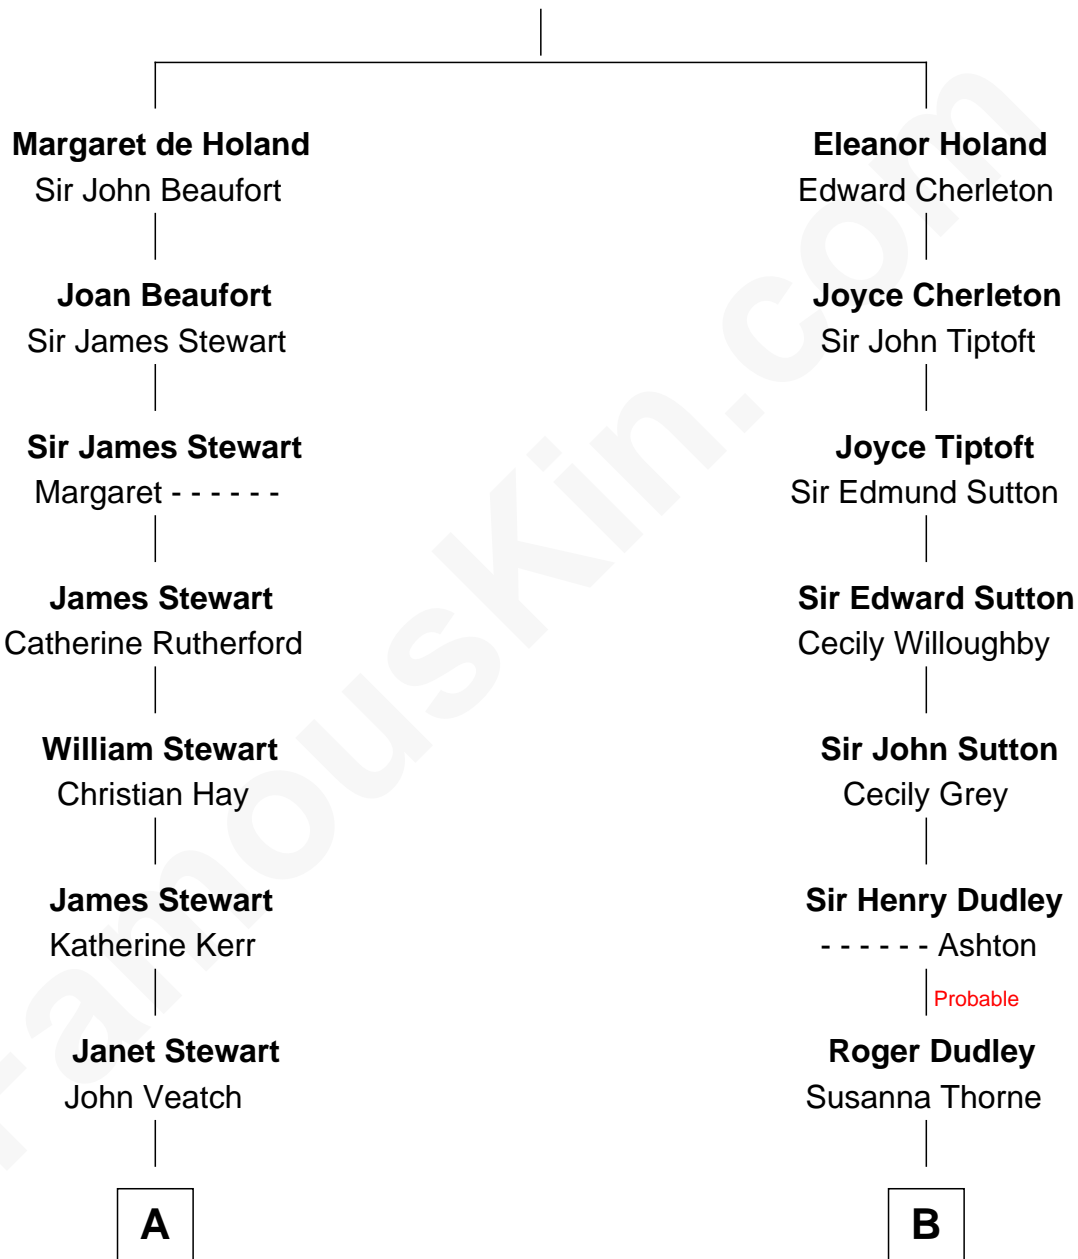 Margaret de Holand
Sir John Beaufort
Eleanor Holand
Edward Cherleton
Joan Beaufort
Sir James Stewart
Joyce Cherleton
Sir John Tiptoft
Sir James Stewart
Margaret - - - - - -
Joyce Tiptoft
Sir Edmund Sutton
James Stewart
Catherine Rutherford
Sir Edward Sutton
Cecily Willoughby
William Stewart
Christian Hay
Sir John Sutton
Cecily Grey
James Stewart
Katherine Kerr
Sir Henry Dudley
- - - - - - Ashton
Probable
Janet Stewart
John Veatch
Roger Dudley
Susanna Thorne
A
B
FamousKin.com